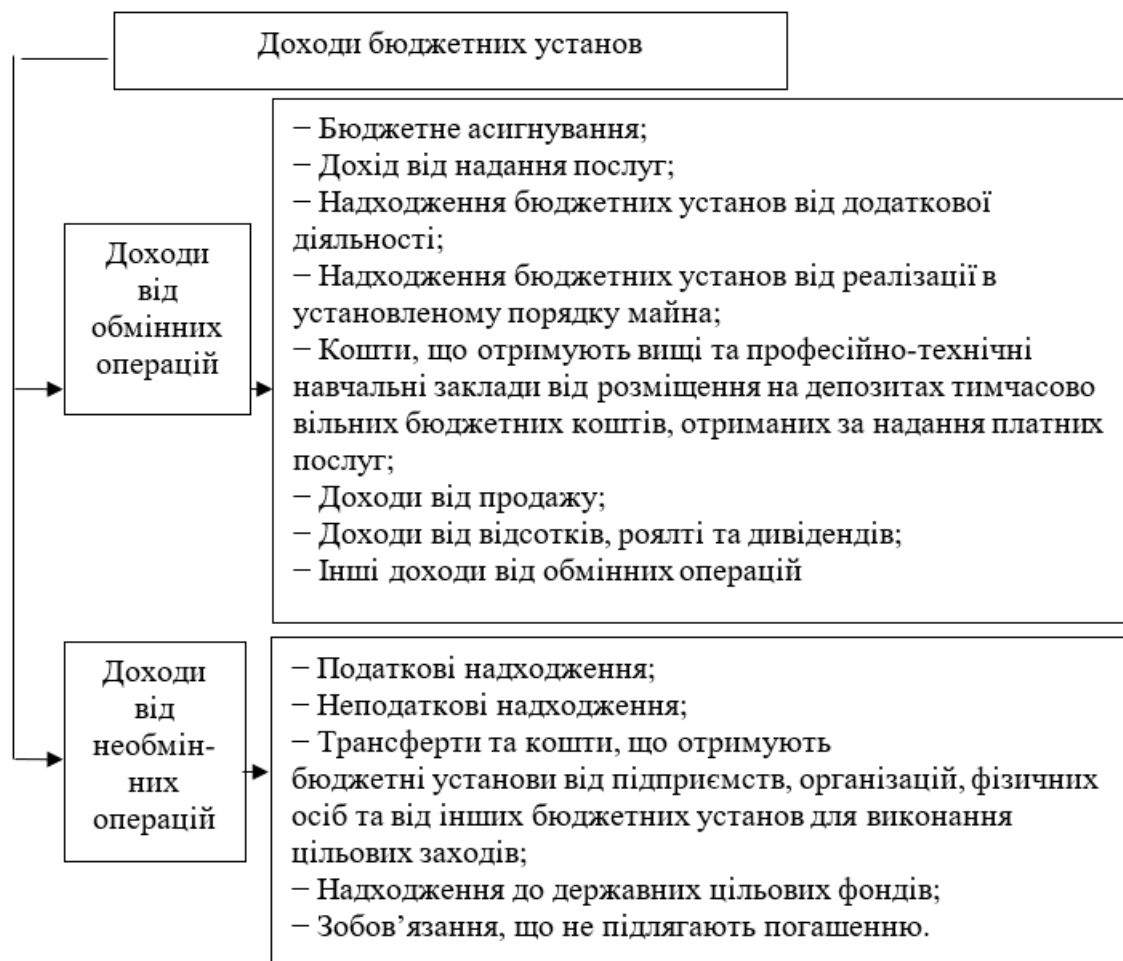 Доходи бюджетних установ
Доходи
від
обмінних
операцій
− Бюджетне асигнування;
− Дохід від надання послуг;
− Надходження бюджетних установ від додаткової
діяльності;
− Надходження бюджетних установ від реалізації в
установленому порядку майна;
− Кошти, що отримують вищі та професійно-технічні
навчальні заклади від розміщення на депозитах тимчасово
вільних бюджетних коштів, отриманих за надання платних
послуг;
− Доходи від продажу;
− Доходи від відсотків, роялті та дивідендів;
− Інші доходи від обмінних операцій
Доходи
від
необмін-
них
операцій
− Податкові надходження;
− Неподаткові надходження;
− Трансферти та кошти, що отримують
бюджетні установи від підприємств, організацій, фізичних
осіб та від інших бюджетних установ для виконання
цільових заходів;
− Надходження до державних цільових фондів;
− Зобов’язання, що не підлягають погашенню.